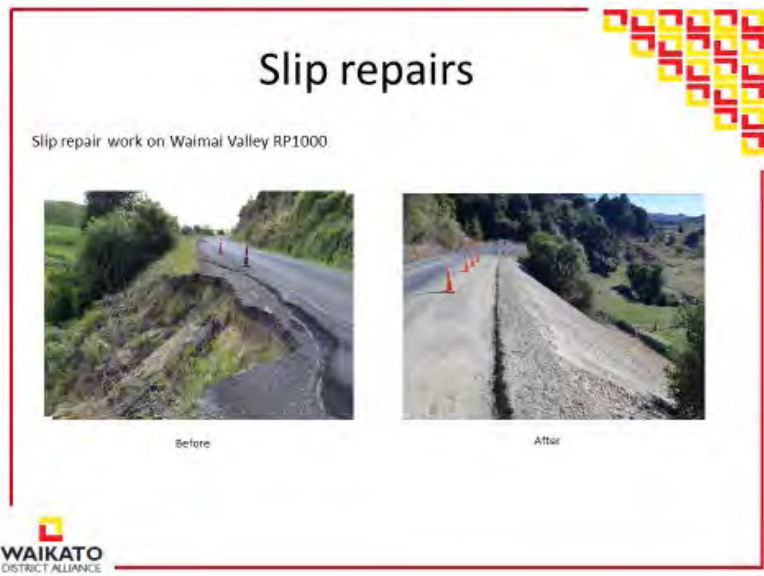 Slip repairs
Slip repair work on Waimai Valley RP1000
Before
After
WAIKATO
DISTRICT ALLIANCE